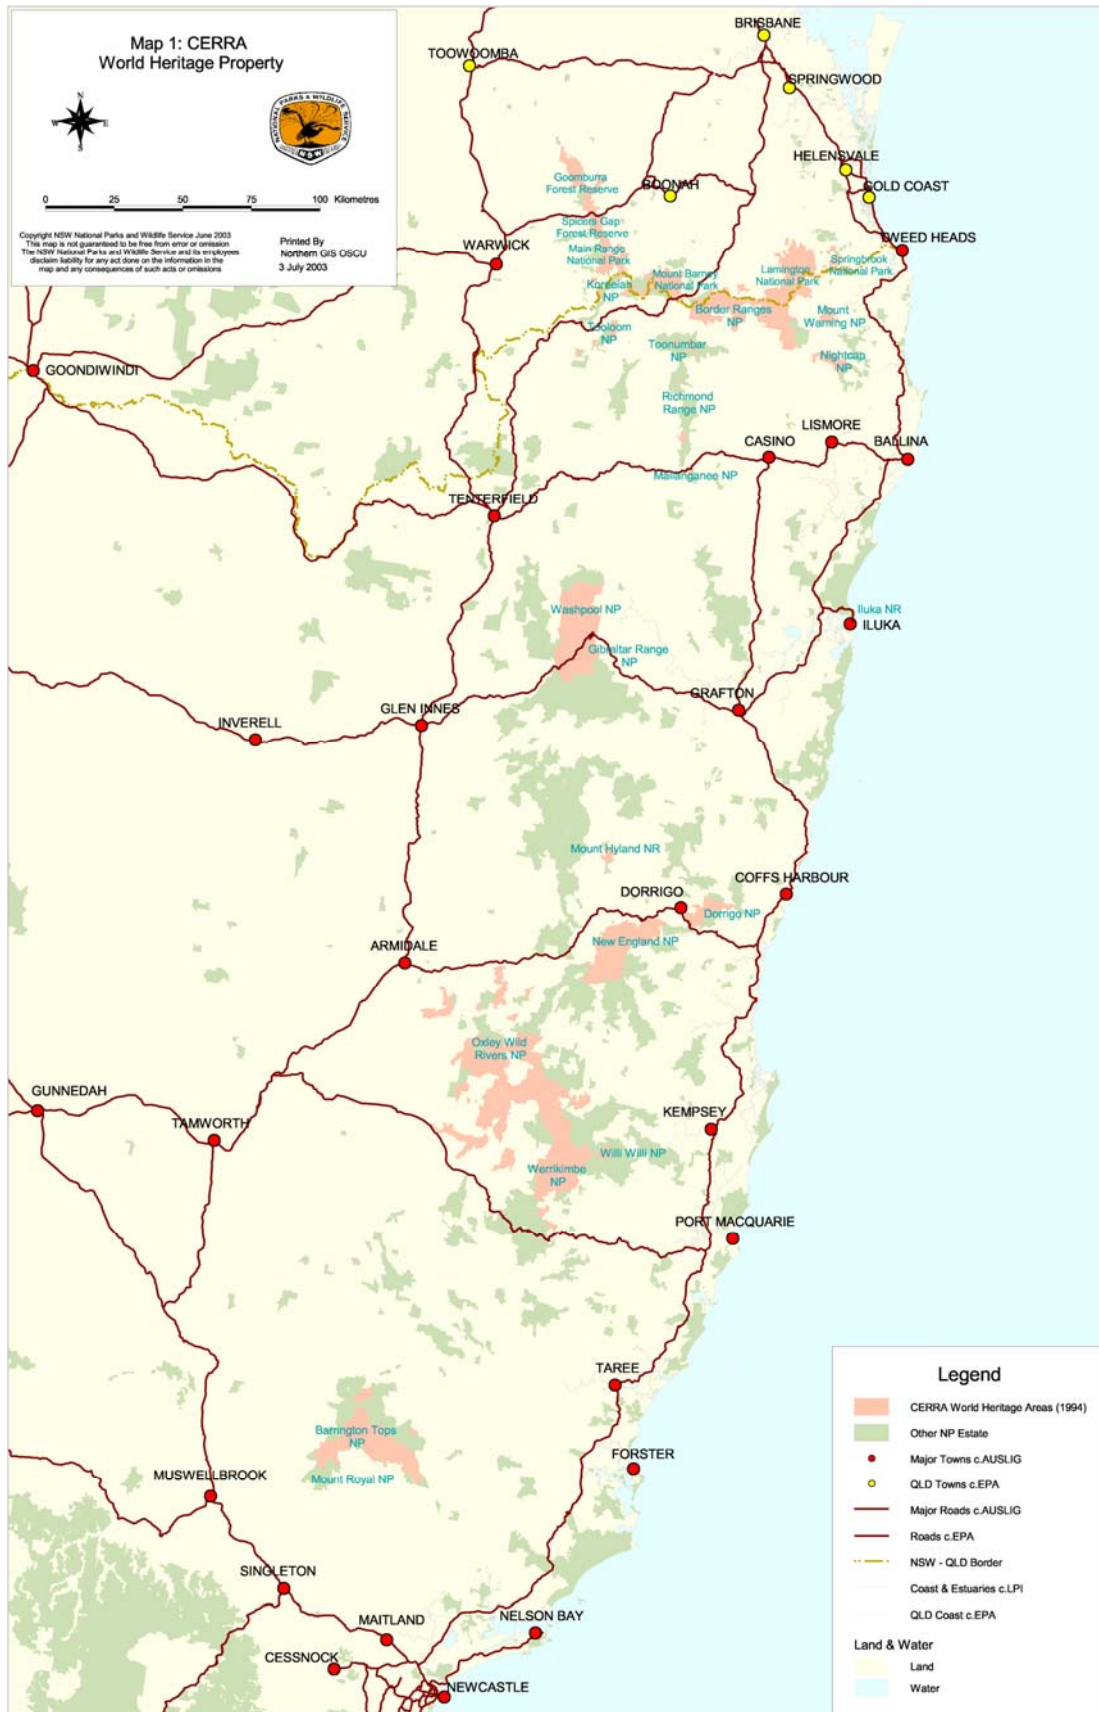 Map 1: CERRA
World Heritage Property
N
W E
S
NATIONAL PARKS & WILDLIFE SERVICE
NSW
0 25 50 75 100 Kilometres
Copyright NSW National Parks and Wildlife Service June 2003
This map is not guaranteed to be free from error or omission
The NSW National Parks and Wildlife Service and its employees
disclaim liability for any act done on the information in the
map and any consequences of such acts or omissions
Printed By
Northern GIS OSCU
3 July 2003
BRISBANE
TOOWOOMBA
SPRINGWOOD
HELENSVALE
Goomburra
Forest Reserve
BOONAH
GOLD COAST
Spicers Gap
Forest Reserve
WARWICK
Main Range
National Park
TWEED HEADS
Springbrook
National Park
Lamington
National Park
Mount Barney
National Park
Koreelah
NP
Border Ranges
NP
Mount
Warning NP
Tooloom
NP
Toonumbar
NP
Nightcap
NP
GOONDIWINDI
Richmond
Range NP
LISMORE
CASINO
BALLINA
Mallanganee NP
TENTERFIELD
Washpool NP
Iluka NR
ILUKA
Gibraltar Range
NP
GRAFTON
GLEN INNES
INVERELL
Mount Hyland NR
COFFS HARBOUR
DORRIGO
Dorrigo NP
New England NP
ARMIDALE
Oxley Wild
Rivers NP
GUNNEDAH
KEMPSEY
TAMWORTH
Willi Willi NP
Werrikimbe
NP
PORT MACQUARIE
TAREE
Barrington Tops
NP
FORSTER
Mount Royal NP
MUSWELLBROOK
SINGLETON
NELSON BAY
MAITLAND
CESSNOCK
NEWCASTLE
Legend
CERRA World Heritage Areas (1994)
Other NP Estate
Major Towns c.AUSLIG
QLD Towns c.EPA
Major Roads c.AUSLIG
Roads c.EPA
NSW - QLD Border
Coast & Estuaries c.LPI
QLD Coast c.EPA
Land & Water
Land
Water